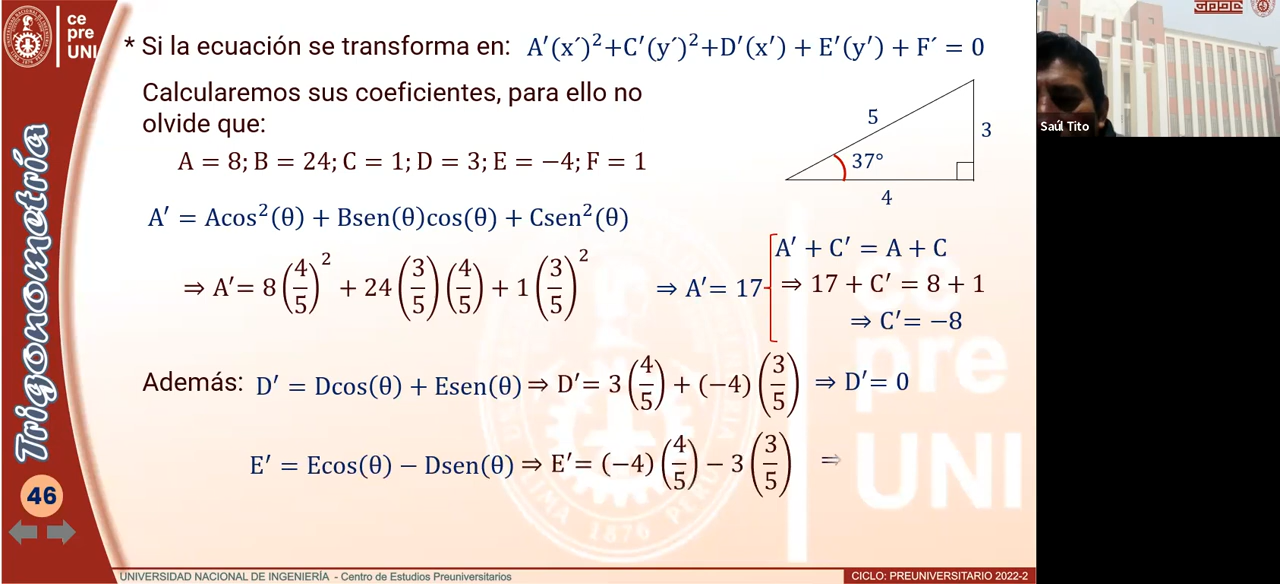 ce
pre
UNI
* Si la ecuación se transforma en: A′(x´)²+C′(y´)²+D′(x′) + E′(y′) + F´ = 0
Calcularemos sus coeficientes, para ello no
olvide que:
A = 8; B = 24; C = 1; D = 3; E = −4; F = 1
5
3
37°
4
A′ = Acos²(θ) + Bsen(θ)cos(θ) + Csen²(θ)
⇒ A′= 8(4/5)² + 24(3/5)(4/5) + 1(3/5)²
⇒ A′= 17
A′ + C′ = A + C
⇒ 17 + C′ = 8 + 1
⇒ C′= −8
Además: D′ = Dcos(θ) + Esen(θ) ⇒ D′= 3(4/5) + (−4)(3/5) ⇒ D′= 0
E′ = Ecos(θ) − Dsen(θ) ⇒ E′= (−4)(4/5) − 3(3/5) ⇒
Trigonometría
46
UNIVERSIDAD NACIONAL DE INGENIERÍA - Centro de Estudios Preuniversitarios
CICLO: PREUNIVERSITARIO 2022-2
Saúl Tito
ce
pre
UNI
1876